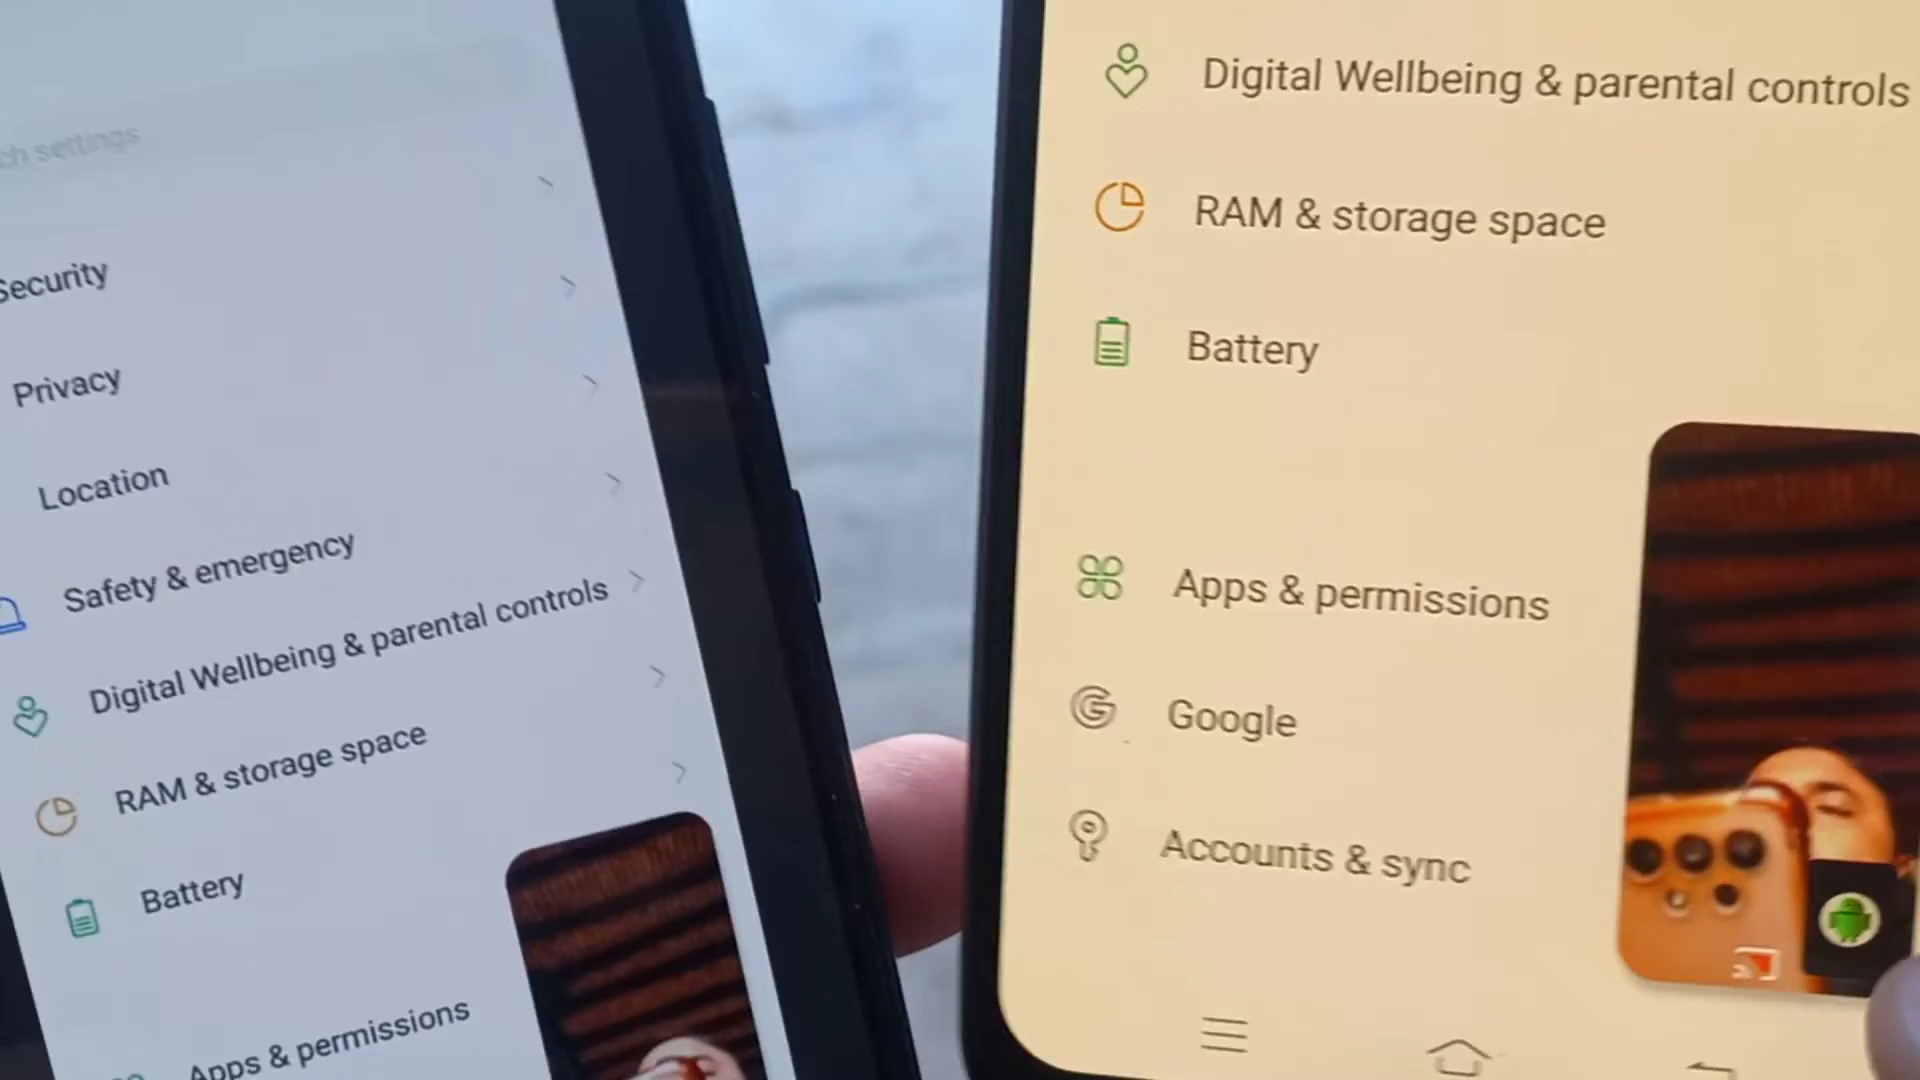 ch settings
Security
Privacy
Location
Safety & emergency
Digital Wellbeing & parental controls
RAM & storage space
Battery
Apps & permissions
Digital Wellbeing & parental controls
RAM & storage space
Battery
Apps & permissions
Google
Accounts & sync